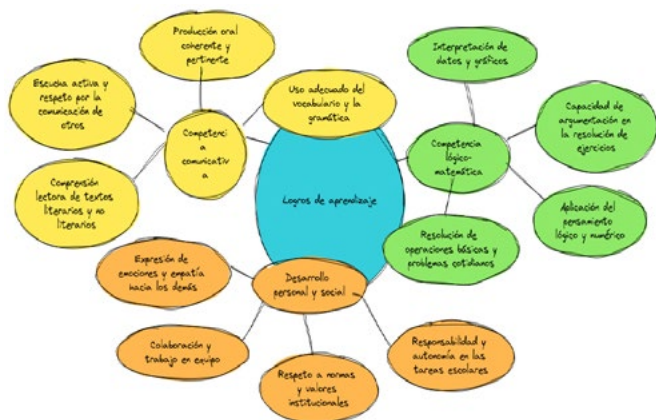 Producción oral
coherente y
pertinente
Escucha activa y
respeto por la
comunicación de
otros
Uso adecuado del
vocabulario y la
gramática
Competenci
a
comunicativ
a
Comprensión
lectora de textos
literarios y no
literarios
Interpretación de
datos y gráficos
Capacidad de
argumentación en
la resolución de
ejercicios
Competencia
lógico-
matemática
Aplicación del
pensamiento
lógico y numérico
Resolución de
operaciones básicas y
problemas cotidianos
Logros de aprendizaje
Expresión de
emociones y empatía
hacia los demás
Desarrollo
personal y social
Colaboración y
trabajo en equipo
Respeto a normas
y valores
institucionales
Responsabilidad y
autonomía en las
tareas escolares